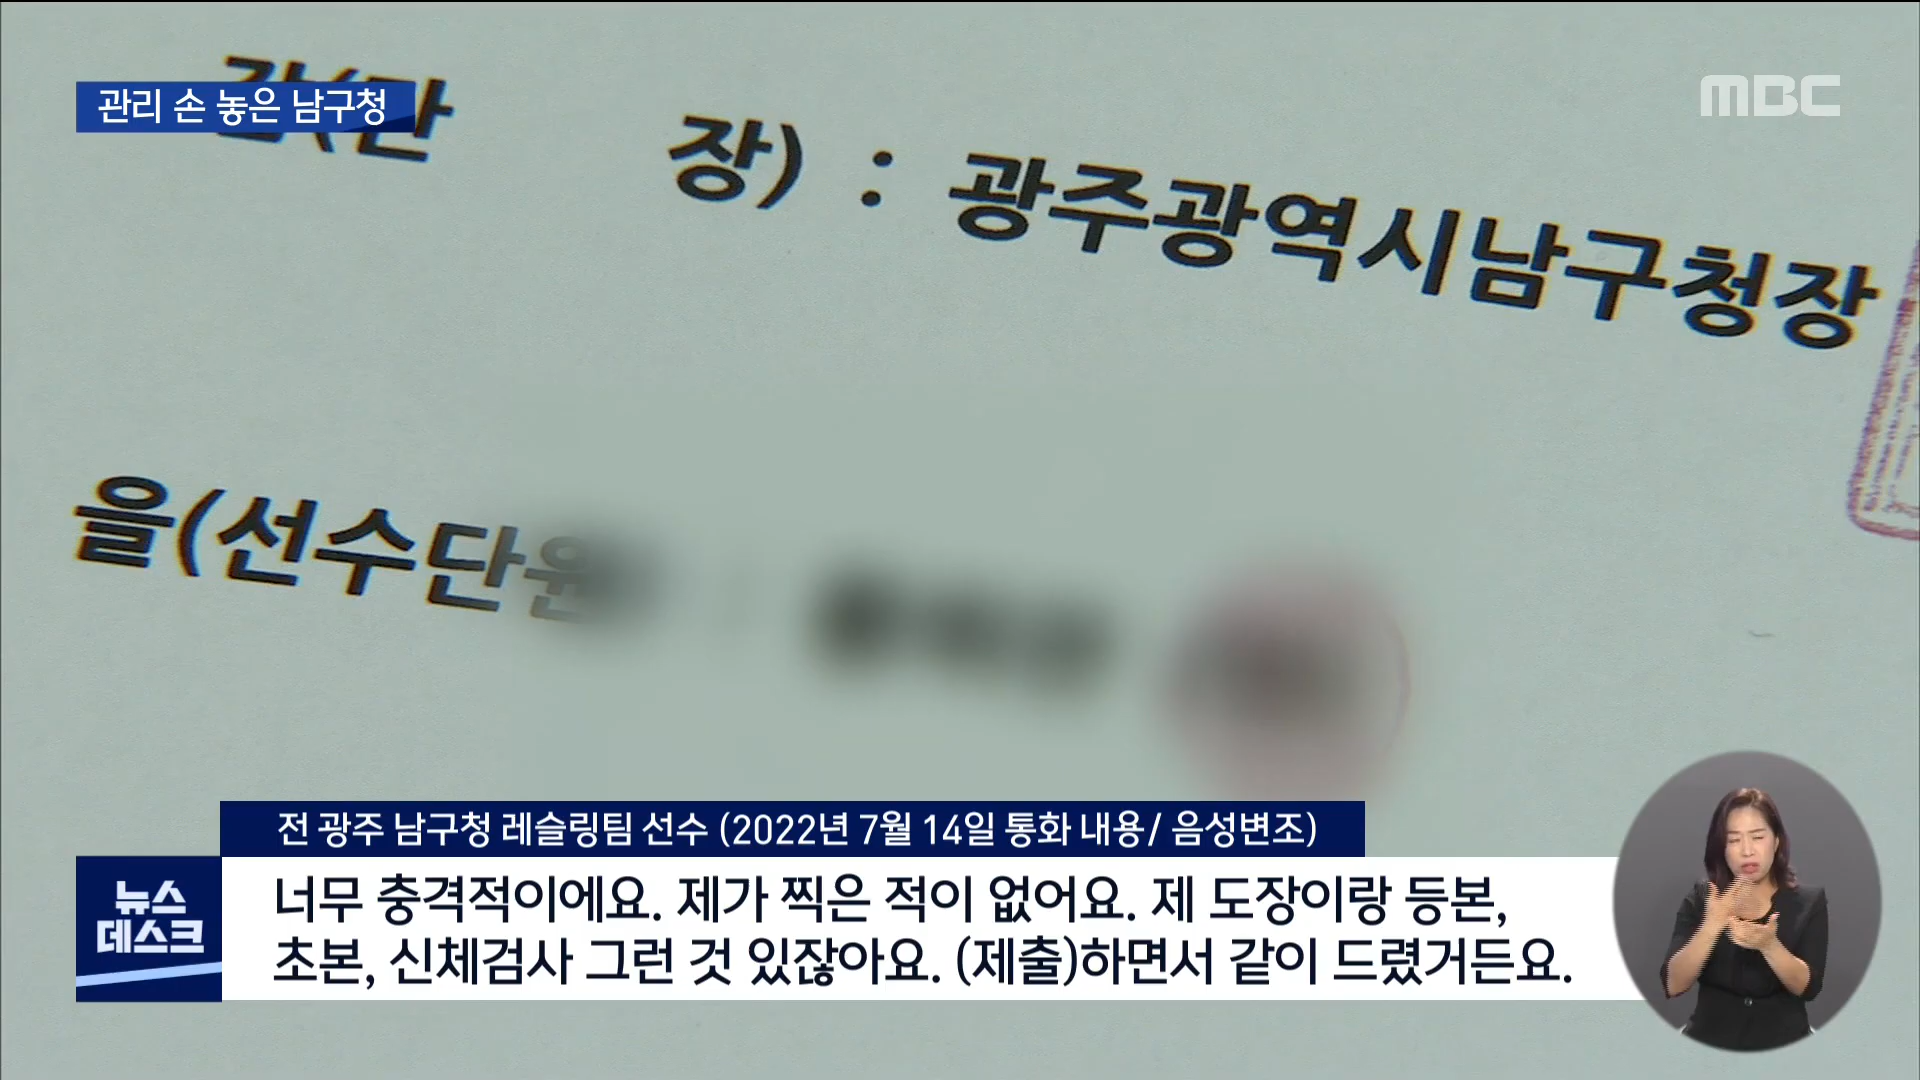 관리 손 놓은 남구청
MBC
장) : 광주광역시남구청장
을(선수단원
전 광주 남구청 레슬링팀 선수 (2022년 7월 14일 통화 내용/ 음성변조)
뉴스
데스크
너무 충격적이에요. 제가 찍은 적이 없어요. 제 도장이랑 등본,
초본, 신체검사 그런 것 있잖아요. (제출)하면서 같이 드렸거든요.